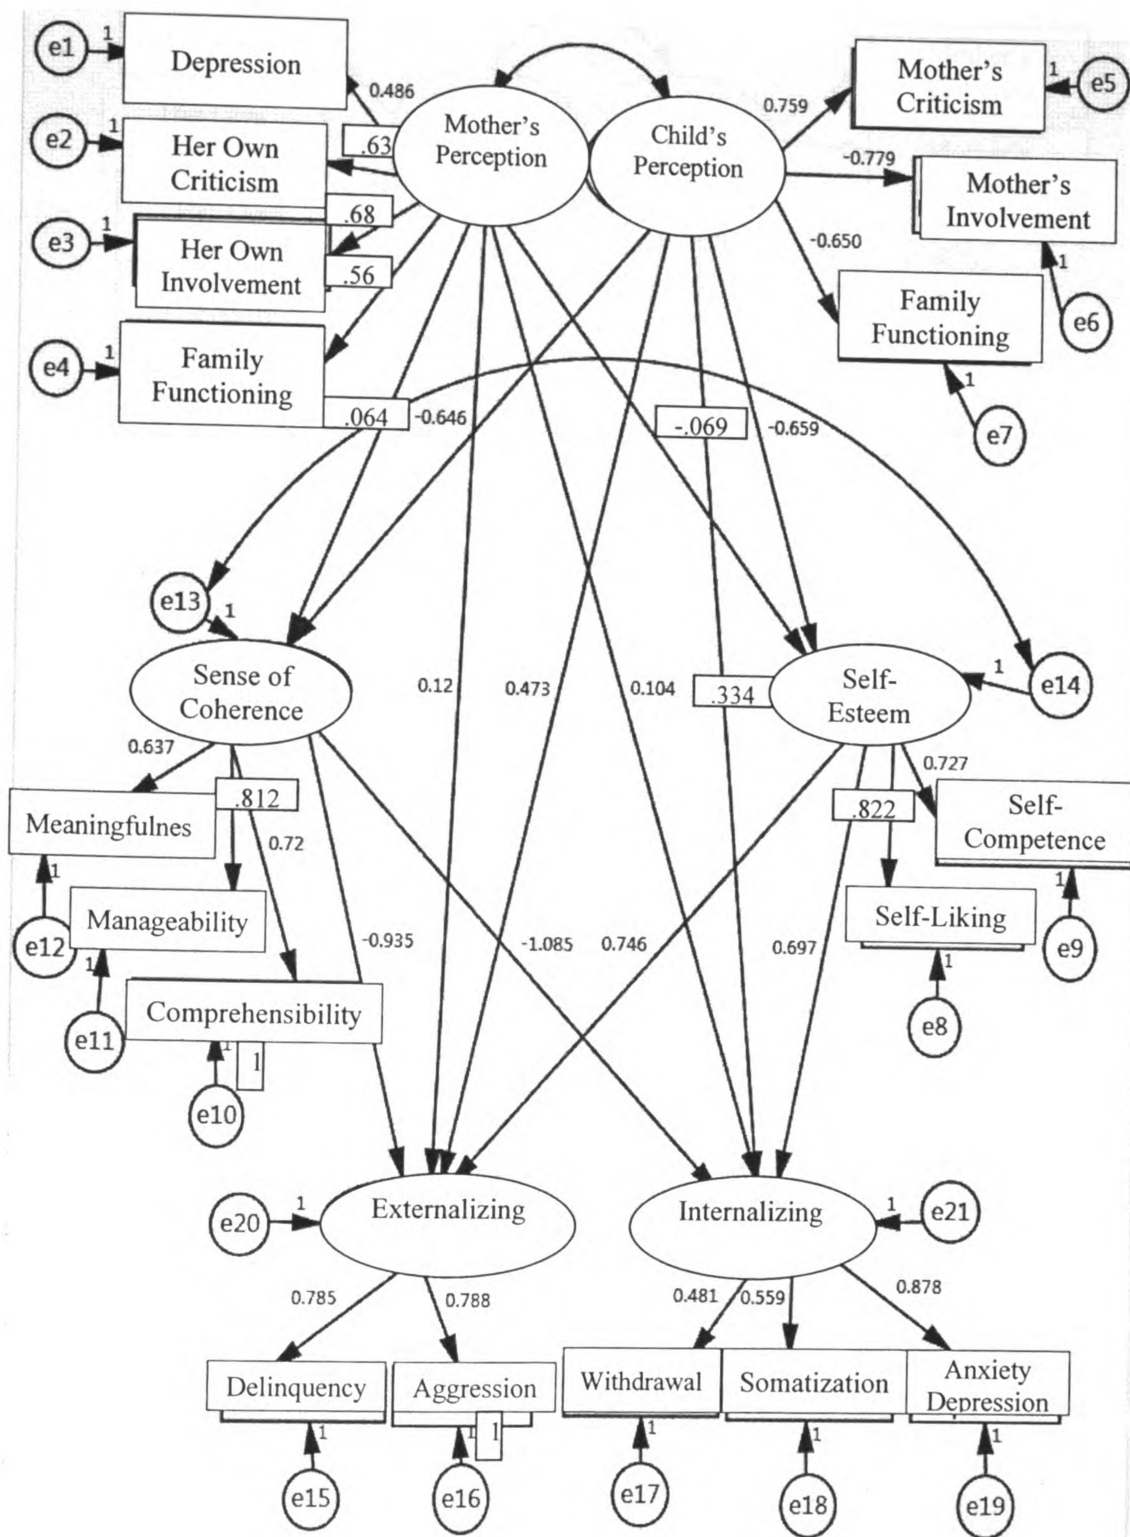 e1
1
Depression
0.486
Mother's
Perception
Child's
Perception
0.759
Mother's
Criticism
1
e5
e2
1
Her Own
Criticism
.63
-0.779
Mother's
Involvement
1
e6
e3
1
Her Own
Involvement
.68
.56
-0.650
Family
Functioning
1
e7
e4
1
Family
Functioning
.064
-0.646
-.069
-0.659
e13
1
Sense of
Coherence
0.12
0.473
0.104
.334
Self-
Esteem
1
e14
0.637
.812
0.72
0.727
.822
Meaningfulnes
1
e12
Manageability
1
e11
Comprehensibility
1
1
e10
-0.935
-1.085
0.746
0.697
Self-
Competence
1
e9
Self-Liking
1
e8
e20
1
Externalizing
Internalizing
1
e21
0.785
0.788
0.481
0.559
0.878
Delinquency
Aggression
Withdrawal
Somatization
Anxiety
Depression
1
1
1
1
1
1
e15
e16
e17
e18
e19